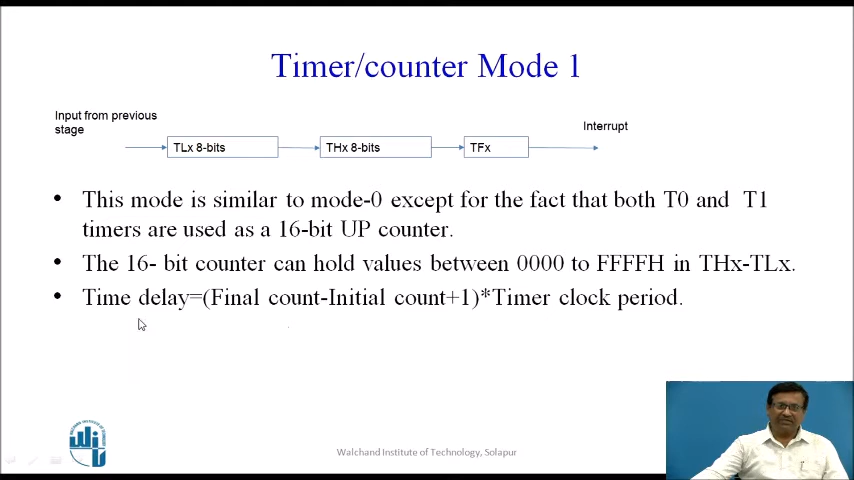 Timer/counter Mode 1
Input from previous
stage
Interrupt
TLx 8-bits
THx 8-bits
TFx
• This mode is similar to mode-0 except for the fact that both T0 and T1
timers are used as a 16-bit UP counter.
• The 16- bit counter can hold values between 0000 to FFFFH in THx-TLx.
• Time delay=(Final count-Initial count+1)*Timer clock period.
Walchand Institute of Technology, Solapur